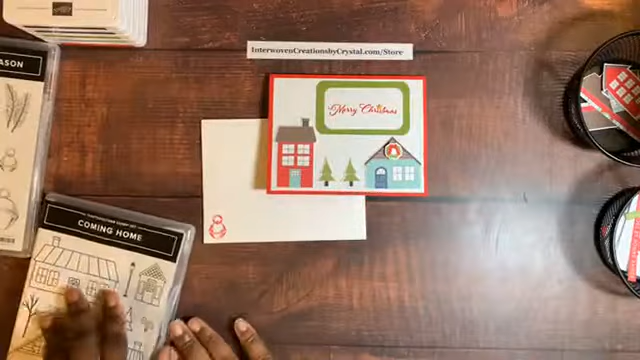 InterwovenCreationsbyCrystal.com/Store
ASON
Merry Christmas
COMING HOME